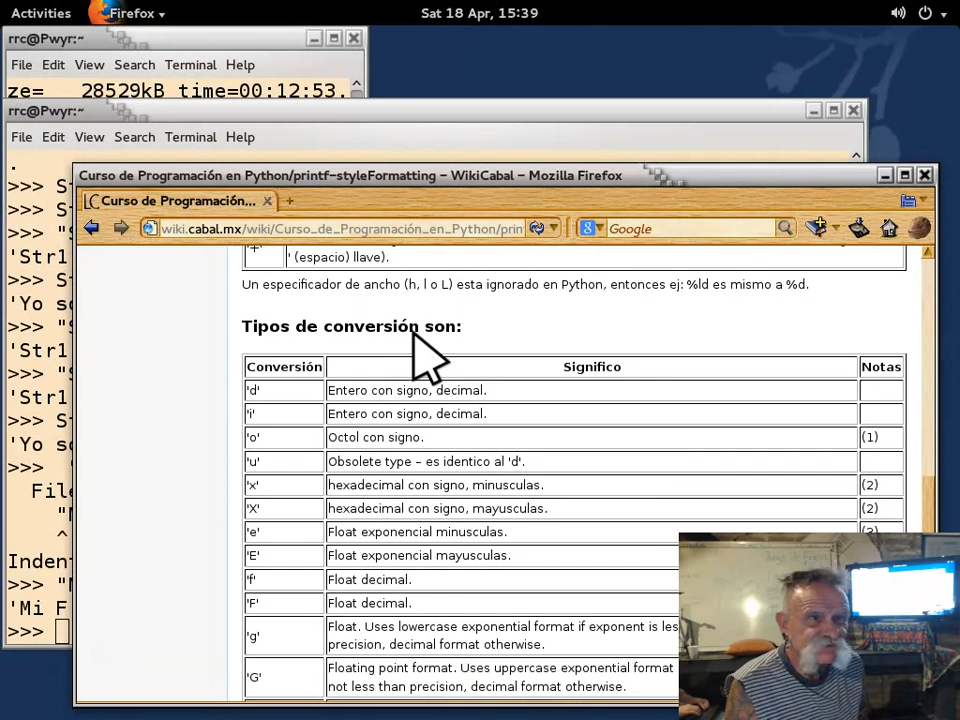 Activities Firefox Sat 18 Apr, 15:39
rrc@Pwyr:~
File Edit View Search Terminal Help
ze= 28529kB time=00:12:53.
rrc@Pwyr:~
File Edit View Search Terminal Help
.
>>> S
>>> S
>>> "S
'Str1
>>> S
'Yo s
>>> "S
'Str1
>>> "S
'Str1
>>> S
'Yo s
>>> '
File
"M
^
Inden
>>> "M
'Mi F
>>>
Curso de Programación en Python/printf-styleFormatting - WikiCabal - Mozilla Firefox
LC Curso de Programación... +
wiki.cabal.mx/wiki/Curso_de_Programación_en_Python/prin Google
'+'
' (espacio) llave).
Un especificador de ancho (h, l o L) esta ignorado en Python, entonces ej: %ld es mismo a %d.
Tipos de conversión son:
Conversión Significo Notas
'd' Entero con signo, decimal.
'i' Entero con signo, decimal.
'o' Octol con signo. (1)
'u' Obsolete type – es identico al 'd'.
'x' hexadecimal con signo, minusculas. (2)
'X' hexadecimal con signo, mayusculas. (2)
'e' Float exponencial minusculas. (3)
'E' Float exponencial mayusculas.
'f' Float decimal.
'F' Float decimal.
'g' Float. Uses lowercase exponential format if exponent is les
precision, decimal format otherwise.
'G' Floating point format. Uses uppercase exponential format
not less than precision, decimal format otherwise.